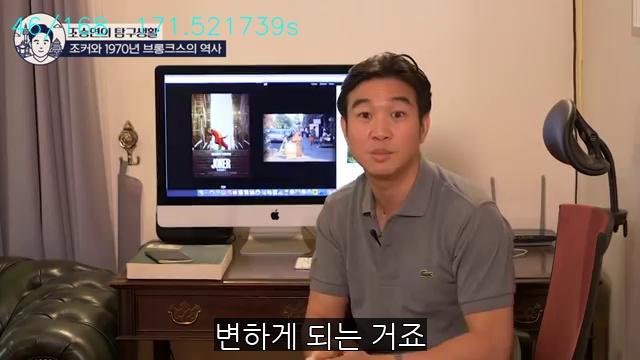 46/168 171.521739s
조승연의 탐구생활
조커와 1970년 브롱크스의 역사
JOKER
변하게 되는 거죠